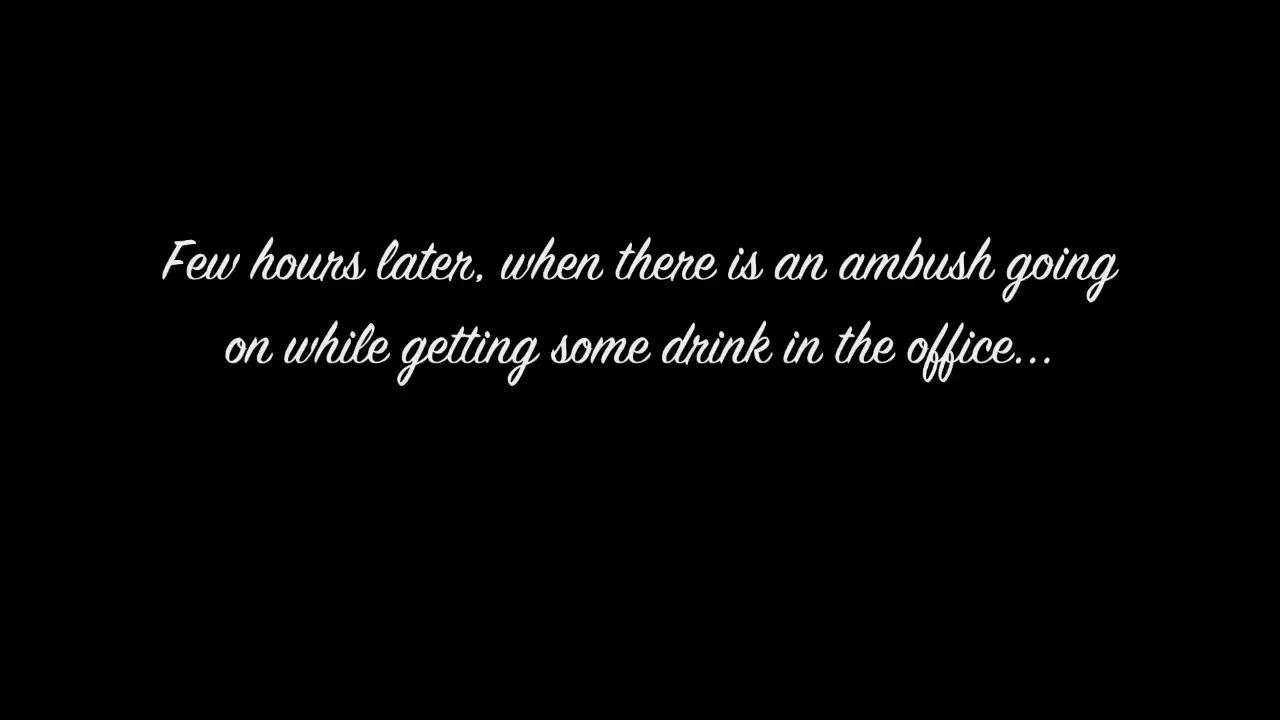 Few hours later, when there is an ambush going
on while getting some drink in the office...